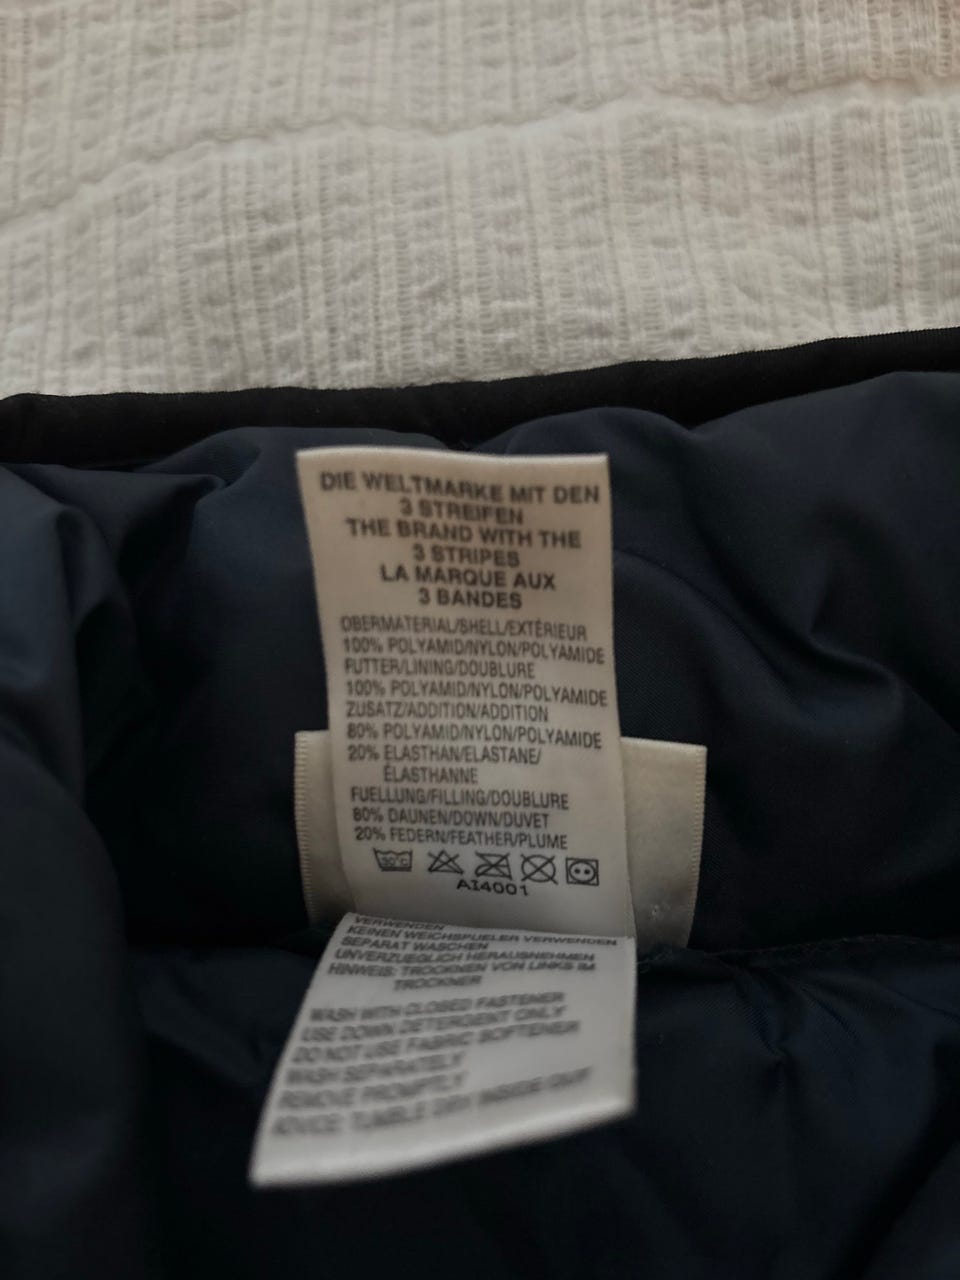 DIE WELTMARKE MIT DEN
3 STREIFEN
THE BRAND WITH THE
3 STRIPES
LA MARQUE AUX
3 BANDES
OBERMATERIAL/SHELL/EXTÉRIEUR
100% POLYAMID/NYLON/POLYAMIDE
FUTTER/LINING/DOUBLURE
100% POLYAMID/NYLON/POLYAMIDE
ZUSATZ/ADDITION/ADDITION
80% POLYAMID/NYLON/POLYAMIDE
20% ELASTHAN/ELASTANE/
ÉLASTHANNE
FUELLUNG/FILLING/DOUBLURE
80% DAUNEN/DOWN/DUVET
20% FEDERN/FEATHER/PLUME
30°C
AI4001
VERWENDEN
KEINEN WEICHSPUELER VERWENDEN
SEPARAT WASCHEN
UNVERZUEGLICH HERAUSNEHMEN
HINWEIS: TROCKNEN VON LINKS IM
TROCKNER
WASH WITH CLOSED FASTENER
USE DOWN DETERGENT ONLY
DO NOT USE FABRIC SOFTENER
WASH SEPARATELY
REMOVE PROMPTLY
ADVICE: TUMBLE DRY INSIDE OUT